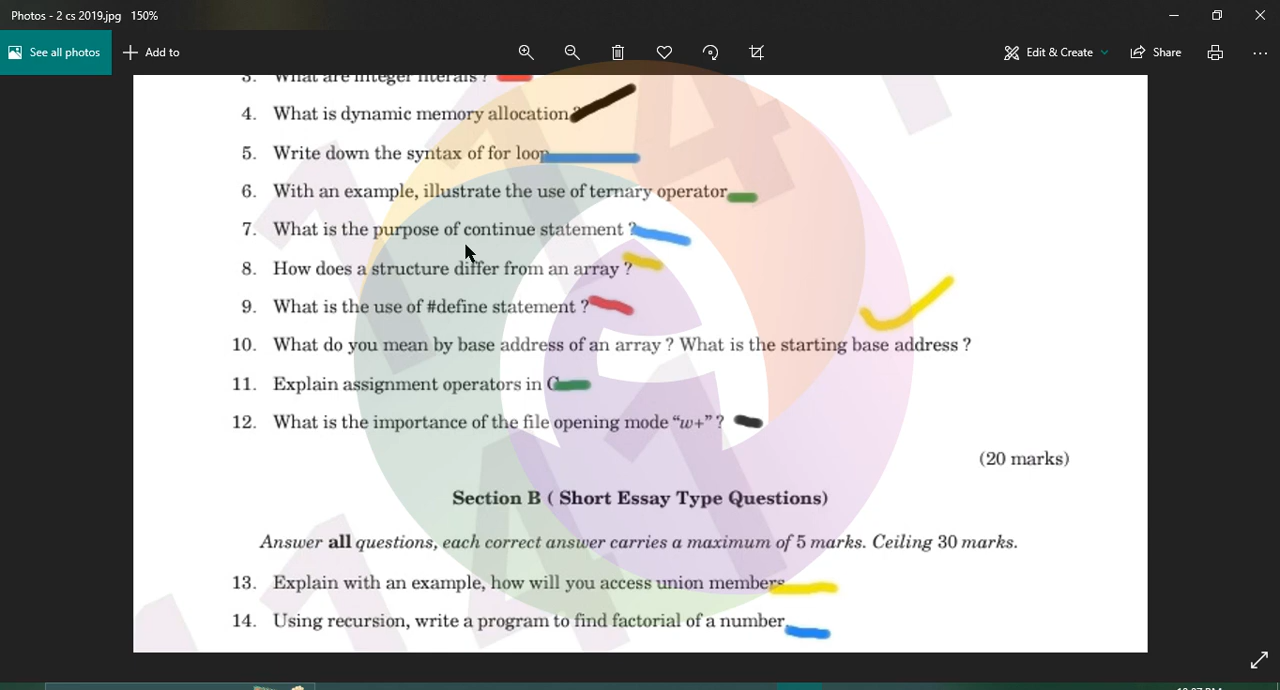 Photos - 2 cs 2019.jpg 150%
See all photos
Add to
Edit & Create
Share
3. What are integer literals ?
4. What is dynamic memory allocation?
5. Write down the syntax of for loop
6. With an example, illustrate the use of ternary operator
7. What is the purpose of continue statement ?
8. How does a structure differ from an array ?
9. What is the use of #define statement ?
10. What do you mean by base address of an array ? What is the starting base address ?
11. Explain assignment operators in C
12. What is the importance of the file opening mode “w+” ?
(20 marks)
Section B ( Short Essay Type Questions)
Answer all questions, each correct answer carries a maximum of 5 marks. Ceiling 30 marks.
13. Explain with an example, how will you access union members
14. Using recursion, write a program to find factorial of a number